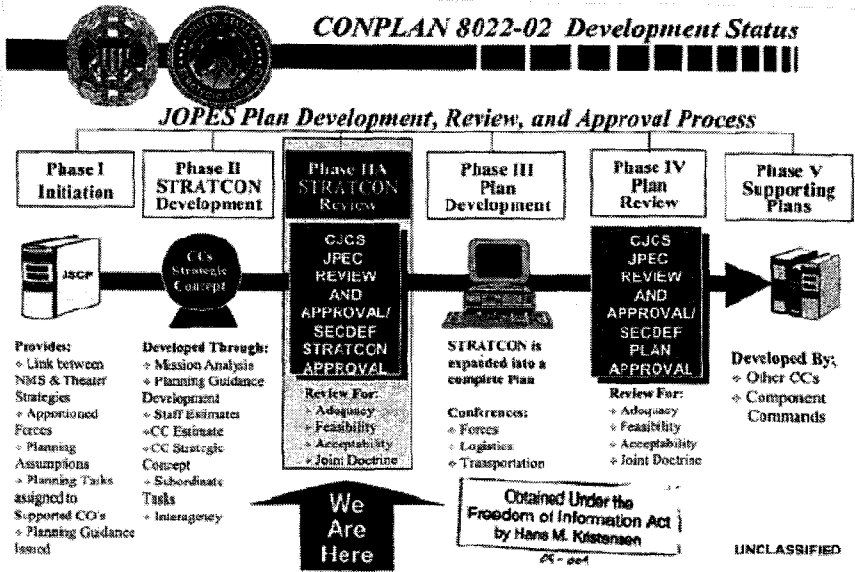 CONPLAN 8022-02 Development Status
JOPES Plan Development, Review, and Approval Process
Phase I
Initiation
Phase II
STRATCON
Development
Phase IIA
STRATCON
Review
Phase III
Plan
Development
Phase IV
Plan
Review
Phase V
Supporting
Plans
JSCP
CCs
Strategic
Concept
CJCS
JPEC
REVIEW
AND
APPROVAL/
SECDEF
STRATCON
APPROVAL
CJCS
JPEC
REVIEW
AND
APPROVAL/
SECDEF
PLAN
APPROVAL
Provides:
Link between
NMS & Theater
Strategies
Apportioned
Forces
Planning
Assumptions
Planning Tasks
assigned to
Supported CO's
Planning Guidance
Issued
Developed Through:
Mission Analysis
Planning Guidance
Development
Staff Estimates
CC Estimate
CC Strategic
Concept
Subordinate
Tasks
Interagency
Review For:
Adequacy
Feasibility
Acceptability
Joint Doctrine
STRATCON is
expanded into a
complete Plan
Conferences:
Forces
Logistics
Transportation
Review For:
Adequacy
Feasibility
Acceptability
Joint Doctrine
Developed By:
Other CCs
Component
Commands
We
Are
Here
Obtained Under the
Freedom of Information Act
by Hans M. Kristensen
UNCLASSIFIED